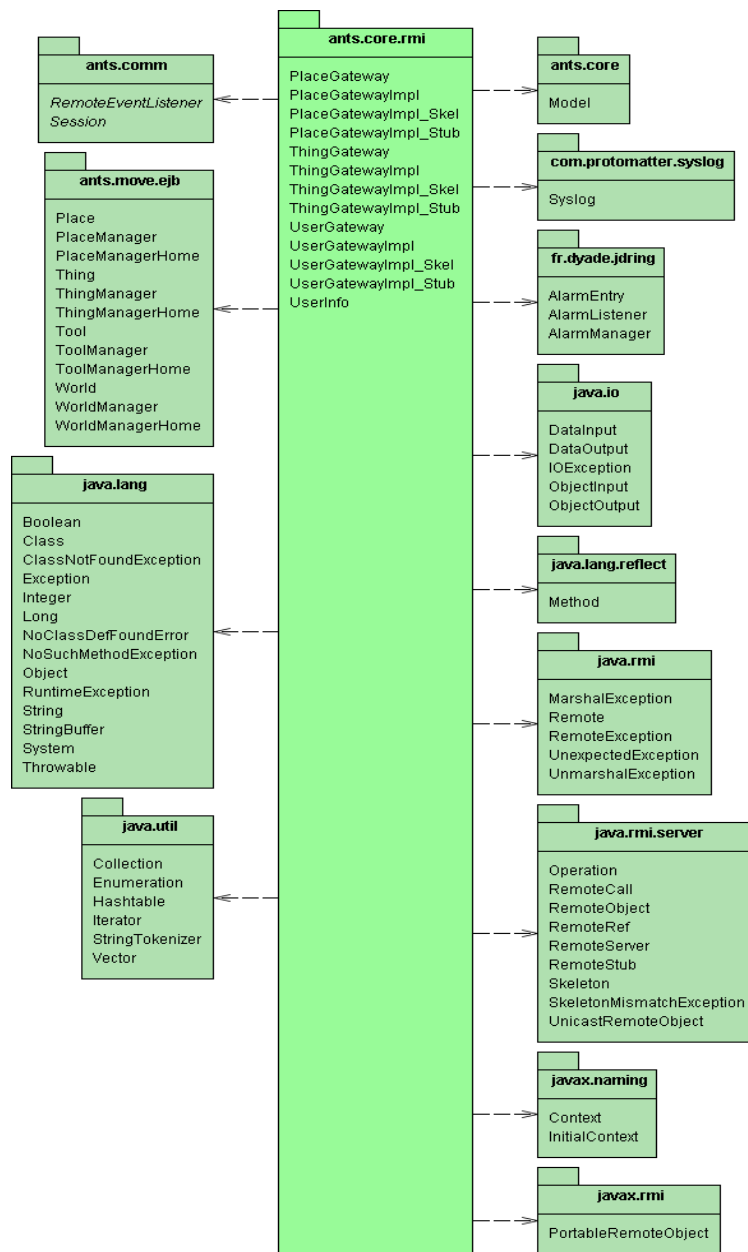 ants.comm
RemoteEventListener
Session
ants.move.ejb
Place
PlaceManager
PlaceManagerHome
Thing
ThingManager
ThingManagerHome
Tool
ToolManager
ToolManagerHome
World
WorldManager
WorldManagerHome
java.lang
Boolean
Class
ClassNotFoundException
Exception
Integer
Long
NoClassDefFoundError
NoSuchMethodException
Object
RuntimeException
String
StringBuffer
System
Throwable
java.util
Collection
Enumeration
Hashtable
Iterator
StringTokenizer
Vector
ants.core.rmi
PlaceGateway
PlaceGatewayImpl
PlaceGatewayImpl_Skel
PlaceGatewayImpl_Stub
ThingGateway
ThingGatewayImpl
ThingGatewayImpl_Skel
ThingGatewayImpl_Stub
UserGateway
UserGatewayImpl
UserGatewayImpl_Skel
UserGatewayImpl_Stub
UserInfo
ants.core
Model
com.protomatter.syslog
Syslog
fr.dyade.jdring
AlarmEntry
AlarmListener
AlarmManager
java.io
DataInput
DataOutput
IOException
ObjectInput
ObjectOutput
java.lang.reflect
Method
java.rmi
MarshalException
Remote
RemoteException
UnexpectedException
UnmarshalException
java.rmi.server
Operation
RemoteCall
RemoteObject
RemoteRef
RemoteServer
RemoteStub
Skeleton
SkeletonMismatchException
UnicastRemoteObject
javax.naming
Context
InitialContext
javax.rmi
PortableRemoteObject